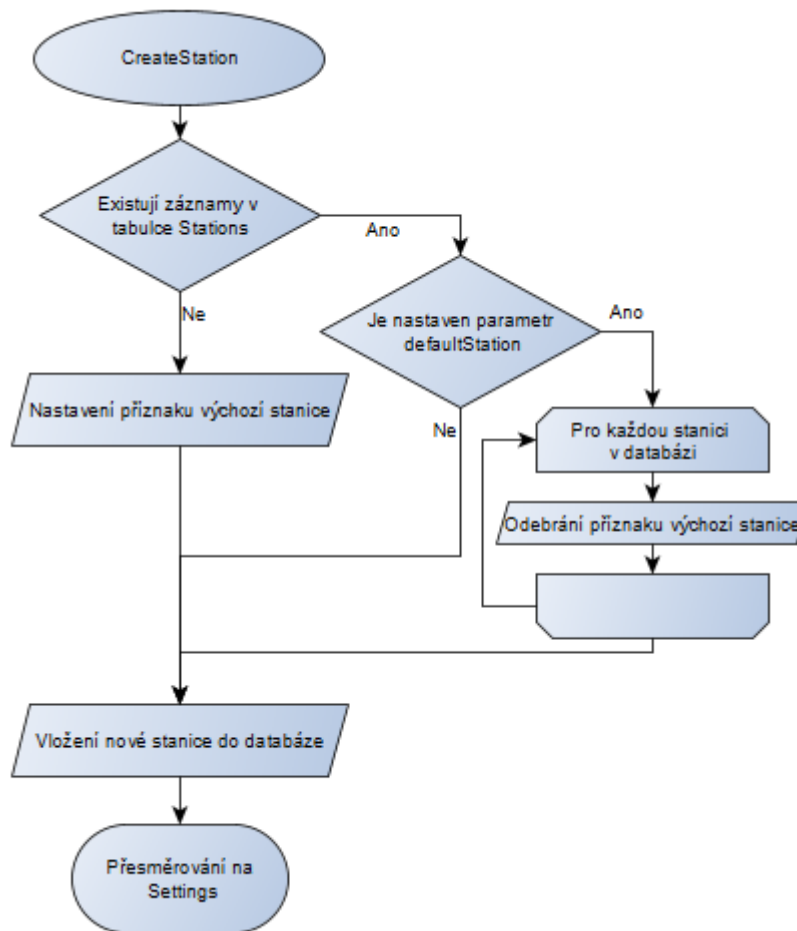 CreateStation
Existují záznamy v
tabulce Stations
Ano
Ne
Je nastaven parametr
defaultStation
Ano
Ne
Nastavení příznaku výchozí stanice
Pro každou stanici
v databázi
Odebrání příznaku výchozí stanice
Vložení nové stanice do databáze
Přesměrování na
Settings